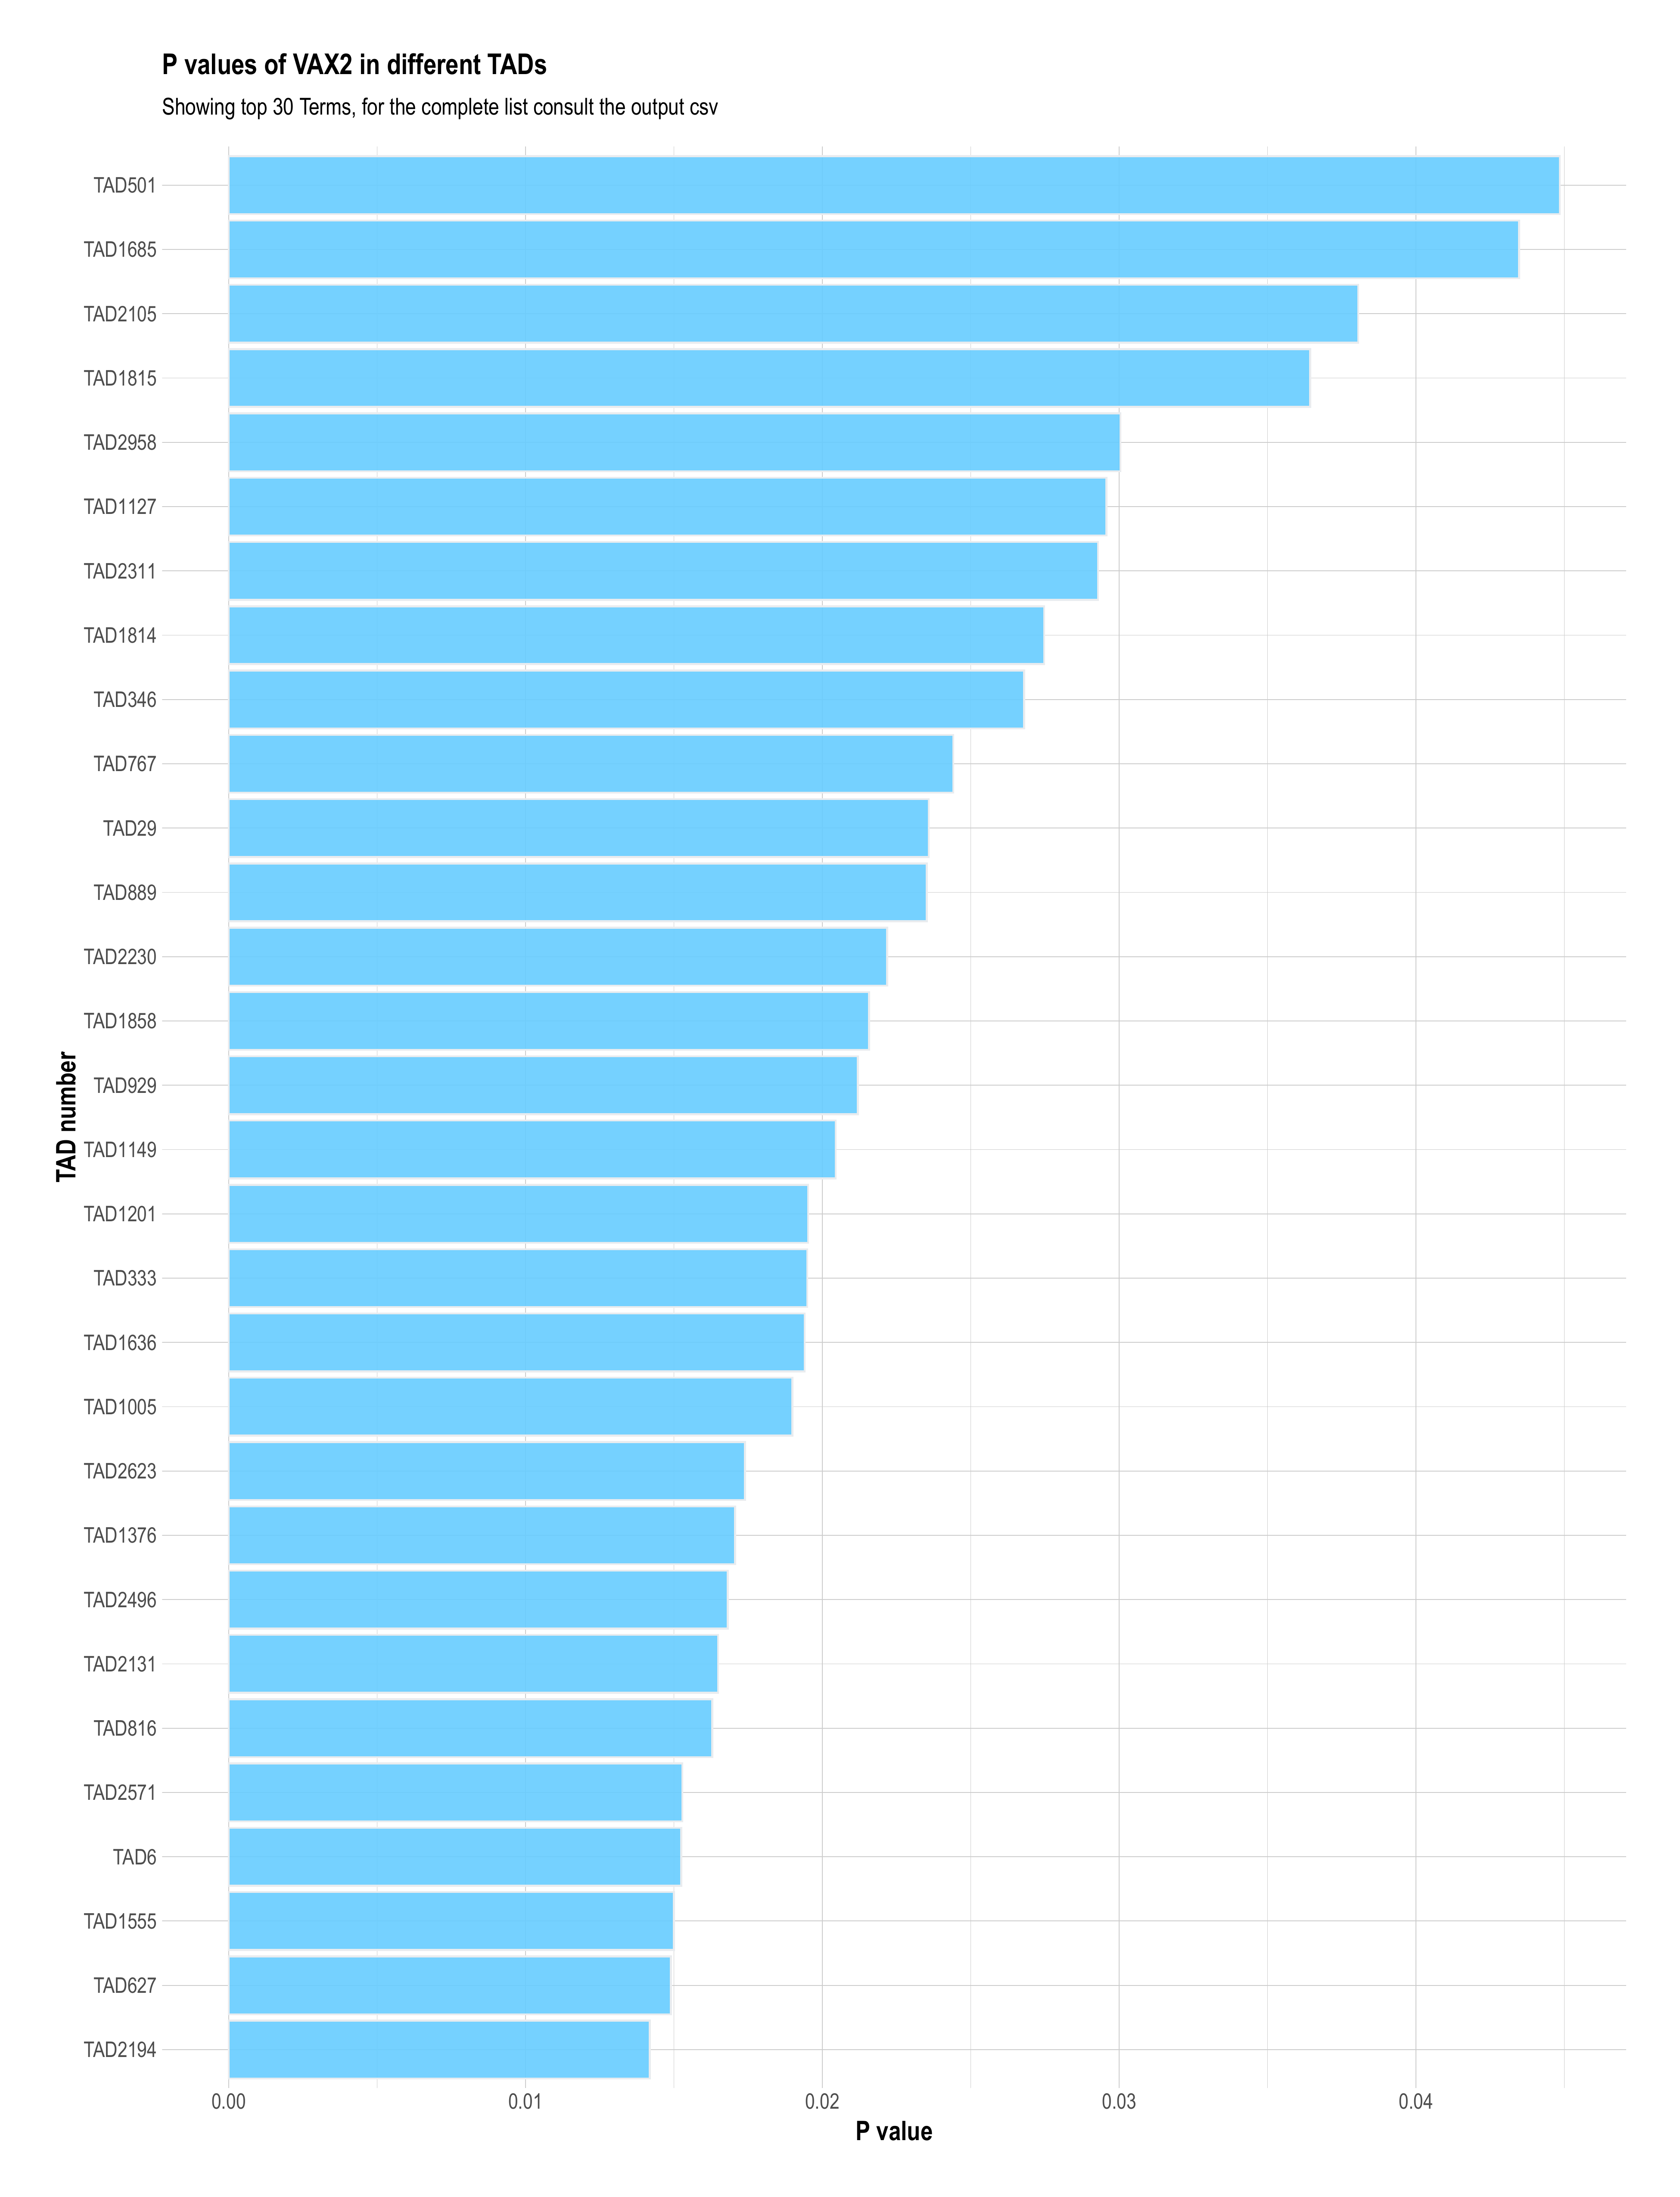 P values of VAX2 in different TADs
Showing top 30 Terms, for the complete list consult the output csv
TAD501
TAD1685
TAD2105
TAD1815
TAD2958
TAD1127
TAD2311
TAD1814
TAD346
TAD767
TAD29
TAD889
TAD2230
TAD1858
TAD929
TAD1149
TAD1201
TAD333
TAD1636
TAD1005
TAD2623
TAD1376
TAD2496
TAD2131
TAD816
TAD2571
TAD6
TAD1555
TAD627
TAD2194
TAD number
0.00 0.01 0.02 0.03 0.04
P value